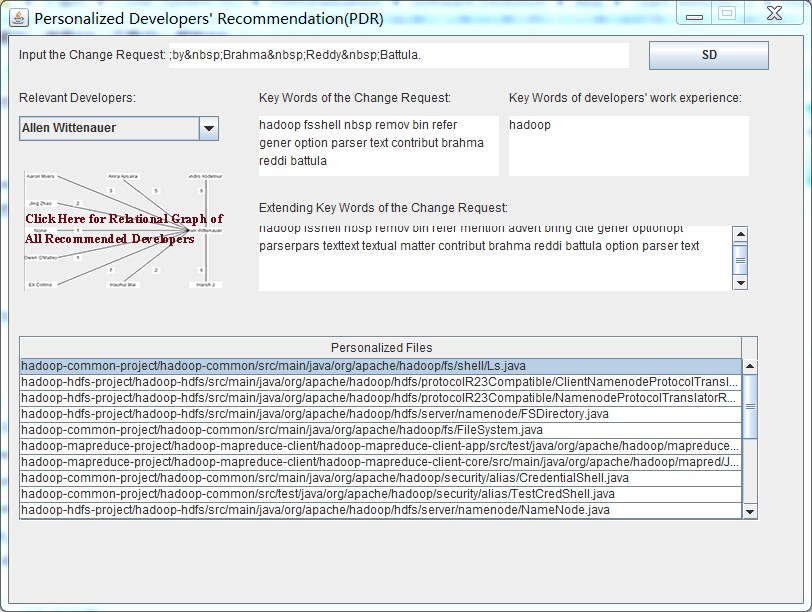 Personalized Developers' Recommendation(PDR)
Input the Change Request: ;by&nbsp;Brahma&nbsp;Reddy&nbsp;Battula.
SD
Relevant Developers:
Key Words of the Change Request:
Key Words of developers' work experience:
Allen Wittenauer
hadoop fsshell nbsp remov bin refer
gener option parser text contribut brahma
reddi battula
hadoop
Aaron Myers
Akira Ajisaka
3
5
6
Jing Zhao
2
Click Here for Relational Graph of
None
1
All Recommended Developers
Owen O'Malley
1
7
2
6
Eli Collins
Haohui Mai
Harsh J
Extending Key Words of the Change Request:
hadoop fsshell nbsp remov bin refer mention advert bring cite gener optionopt
parserpars texttext textual matter contribut brahma reddi battula option parser text
Personalized Files
hadoop-common-project/hadoop-common/src/main/java/org/apache/hadoop/fs/shell/Ls.java
hadoop-hdfs-project/hadoop-hdfs/src/main/java/org/apache/hadoop/hdfs/protocolR23Compatible/ClientNamenodeProtocolTransl...
hadoop-hdfs-project/hadoop-hdfs/src/main/java/org/apache/hadoop/hdfs/protocolR23Compatible/NamenodeProtocolTranslatorR...
hadoop-hdfs-project/hadoop-hdfs/src/main/java/org/apache/hadoop/hdfs/server/namenode/FSDirectory.java
hadoop-common-project/hadoop-common/src/main/java/org/apache/hadoop/fs/FileSystem.java
hadoop-mapreduce-project/hadoop-mapreduce-client/hadoop-mapreduce-client-app/src/test/java/org/apache/hadoop/mapreduce...
hadoop-mapreduce-project/hadoop-mapreduce-client/hadoop-mapreduce-client-core/src/main/java/org/apache/hadoop/mapred/J...
hadoop-common-project/hadoop-common/src/main/java/org/apache/hadoop/security/alias/CredentialShell.java
hadoop-common-project/hadoop-common/src/test/java/org/apache/hadoop/security/alias/TestCredShell.java
hadoop-hdfs-project/hadoop-hdfs/src/main/java/org/apache/hadoop/hdfs/server/namenode/NameNode.java